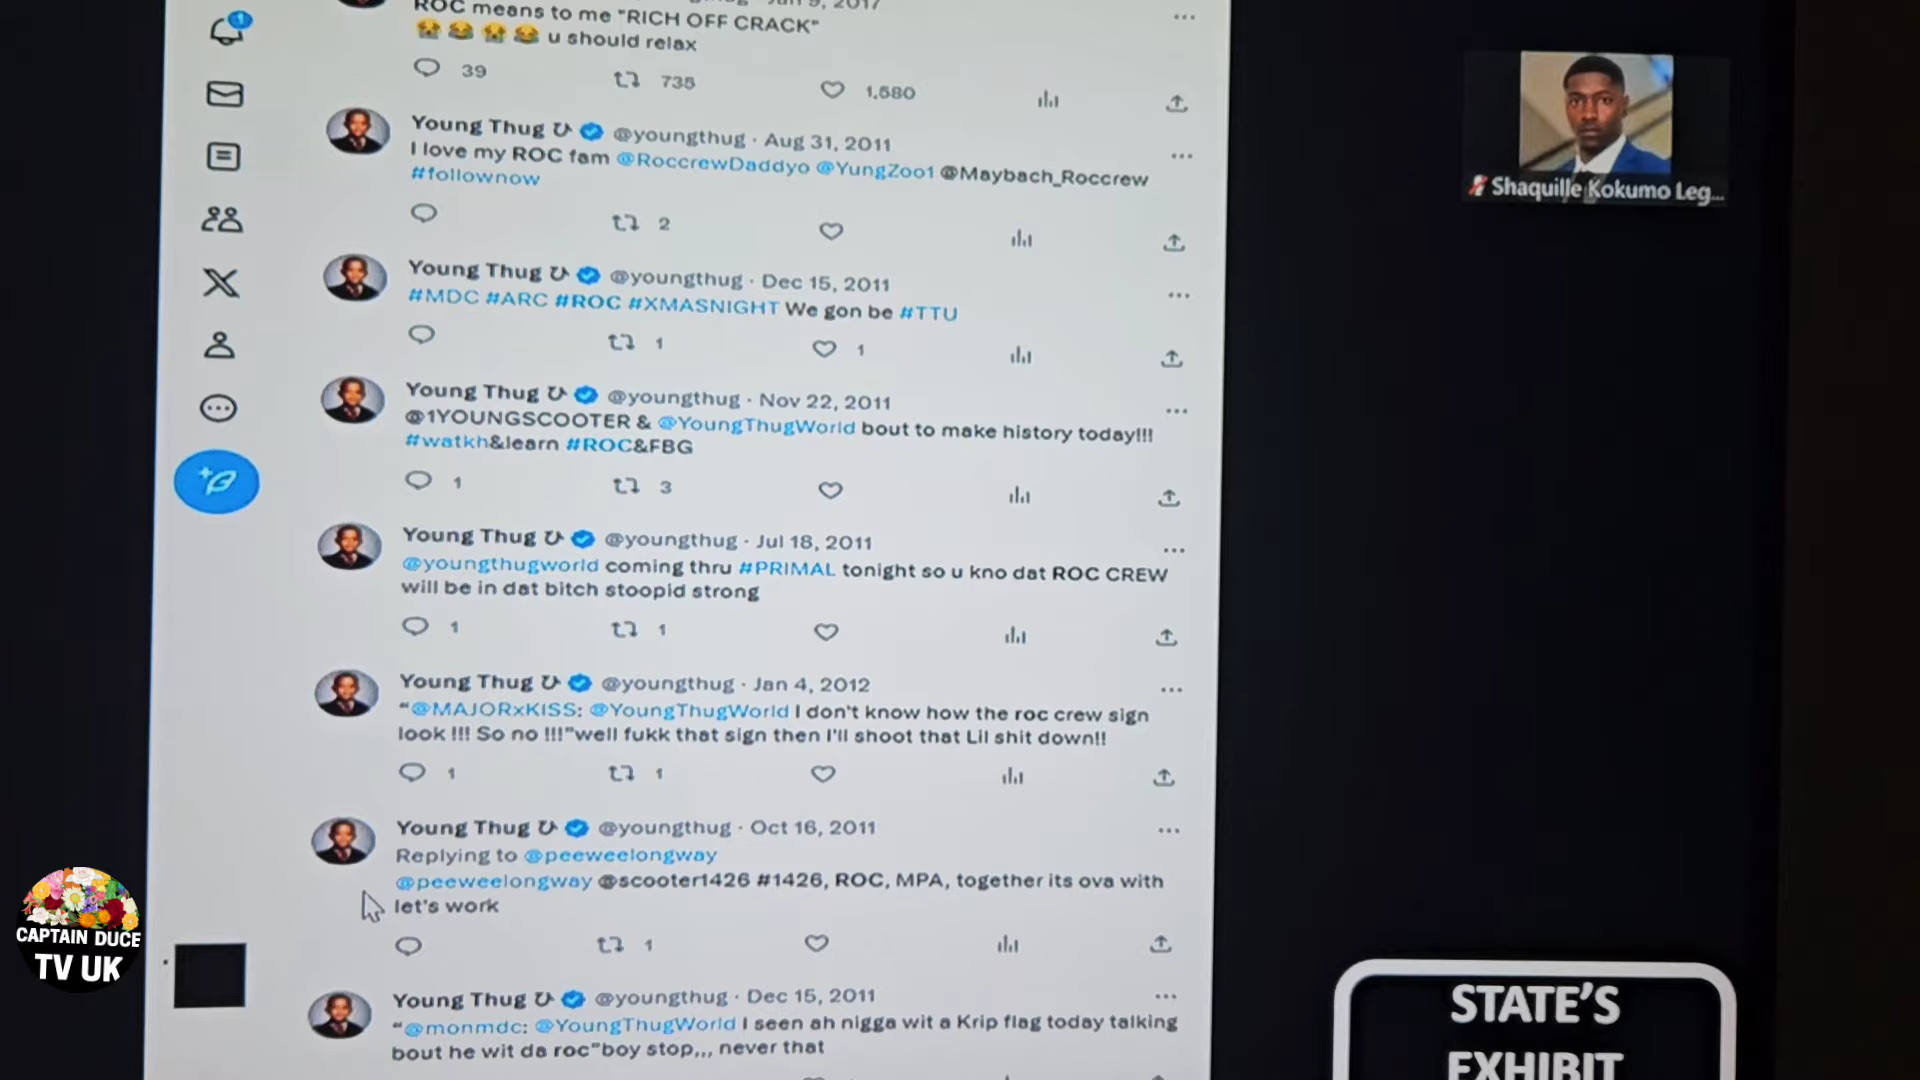 ROC means to me "RICH OFF CRACK"
😭😂😭😂 u should relax
39 735 1,580
Young Thug ひ @youngthug · Aug 31, 2011
I love my ROC fam @RoccrewDaddyo @YungZoo1 @Maybach_Roccrew
#follownow
2
Young Thug ひ @youngthug · Dec 15, 2011
#MDC #ARC #ROC #XMASNIGHT We gon be #TTU
1 1
Young Thug ひ @youngthug · Nov 22, 2011
@1YOUNGSCOOTER & @YoungThugWorld bout to make history today!!!
#watkh&learn #ROC&FBG
1 3
Young Thug ひ @youngthug · Jul 18, 2011
@youngthugworld coming thru #PRIMAL tonight so u kno dat ROC CREW
will be in dat bitch stoopid strong
1 1
Young Thug ひ @youngthug · Jan 4, 2012
"@MAJORxKISS: @YoungThugWorld I don't know how the roc crew sign
look !!! So no !!!"well fukk that sign then I'll shoot that Lil shit down!!
1 1
Young Thug ひ @youngthug · Oct 16, 2011
Replying to @peeweelongway
@peeweelongway @scooter1426 #1426, ROC, MPA, together its ova with
let's work
1
Young Thug ひ @youngthug · Dec 15, 2011
"@monmdc: @YoungThugWorld I seen ah nigga wit a Krip flag today talking
bout he wit da roc"boy stop,,, never that
1
Shaquille Kokumo Leg...
CAPTAIN DUCE
TV UK
STATE'S
EXHIBIT